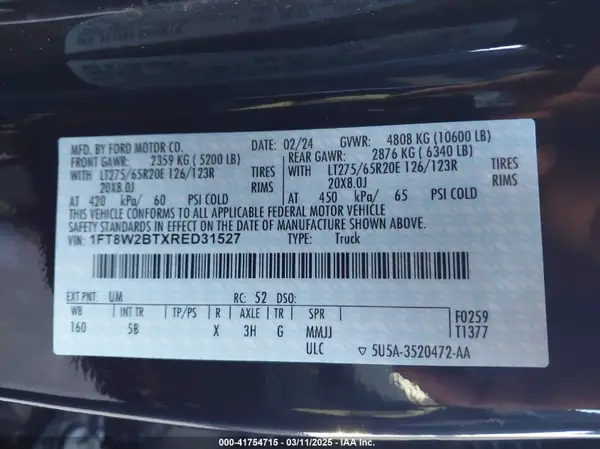 MFD. BY FORD MOTOR CO. DATE: 02/24 GVWR: 4808 KG (10600 LB)
FRONT GAWR: 2359 KG (5200 LB) REAR GAWR: 2876 KG (6340 LB)
WITH LT275/65R20E 126/123R TIRES WITH LT275/65R20E 126/123R TIRES
20X8.0J RIMS 20X8.0J RIMS
AT 420 kPa/ 60 PSI COLD AT 450 kPa/ 65 PSI COLD
THIS VEHICLE CONFORMS TO ALL APPLICABLE FEDERAL MOTOR VEHICLE
SAFETY STANDARDS IN EFFECT ON THE DATE OF MANUFACTURE SHOWN ABOVE.
VIN: 1FT8W2BTXRED31527 TYPE: Truck
EXT PNT: UM RC: 52 DSO:
WB INT TR TP/PS R AXLE TR SPR F0259
160 5B X 3H G MMJJ T1377
ULC 5U5A-3520472-AA
000-41754715 - 03/11/2025 - IAA Inc.